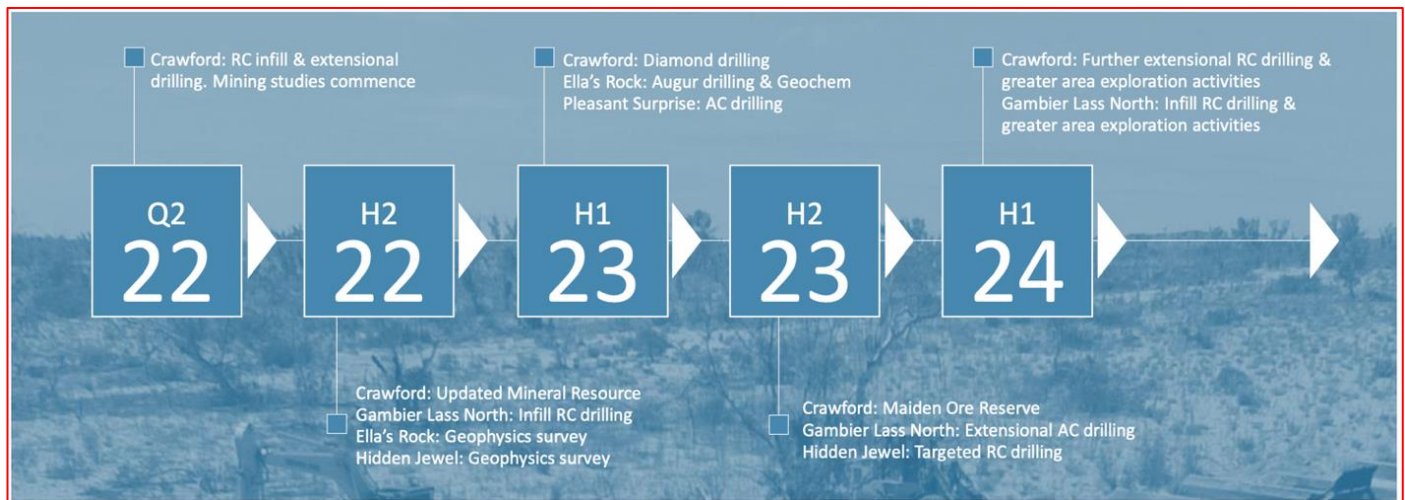 Crawford: RC infill & extensional
drilling. Mining studies commence
Crawford: Diamond drilling
Ella's Rock: Augur drilling & Geochem
Pleasant Surprise: AC drilling
Crawford: Further extensional RC drilling &
greater area exploration activities
Gambier Lass North: Infill RC drilling &
greater area exploration activities
Q2
22
H2
22
H1
23
H2
23
H1
24
Crawford: Updated Mineral Resource
Gambier Lass North: Infill RC drilling
Ella's Rock: Geophysics survey
Hidden Jewel: Geophysics survey
Crawford: Maiden Ore Reserve
Gambier Lass North: Extensional AC drilling
Hidden Jewel: Targeted RC drilling